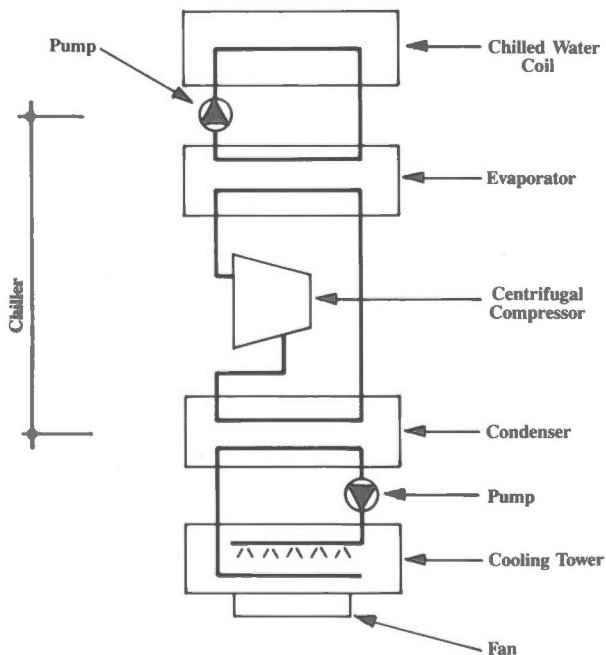 Pump
Chilled Water
Coil
Evaporator
Chiller
Centrifugal
Compressor
Condenser
Pump
Cooling Tower
Fan